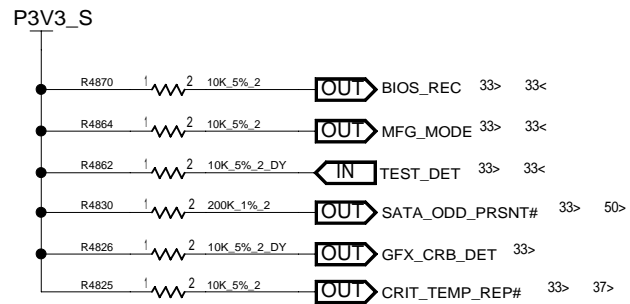 P3V3_S
R4870 1 2 10K_5%_2 OUT BIOS_REC 33> 33<
R4864 1 2 10K_5%_2 OUT MFG_MODE 33> 33<
R4862 1 2 10K_5%_2_DY IN TEST_DET 33> 33<
R4830 1 2 200K_1%_2 OUT SATA_ODD_PRSNT# 33> 50>
R4826 1 2 10K_5%_2_DY OUT GFX_CRB_DET 33>
R4825 1 2 10K_5%_2 OUT CRIT_TEMP_REP# 33> 37>